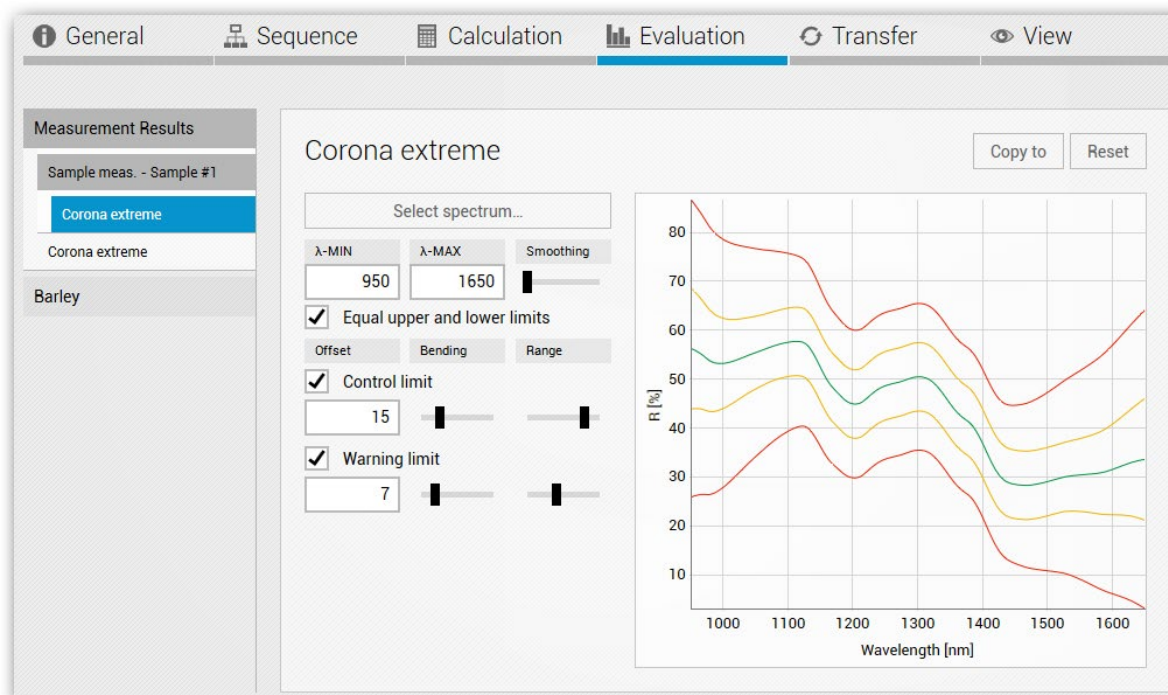 General Sequence Calculation Evaluation Transfer View
Measurement Results
Sample meas. - Sample #1
Corona extreme
Corona extreme
Barley
Corona extreme
Copy to Reset
Select spectrum...
λ-MIN λ-MAX Smoothing
950 1650
Equal upper and lower limits
Offset Bending Range
Control limit
15
Warning limit
7
R [%]
80
70
60
50
40
30
20
10
1000 1100 1200 1300 1400 1500 1600
Wavelength [nm]